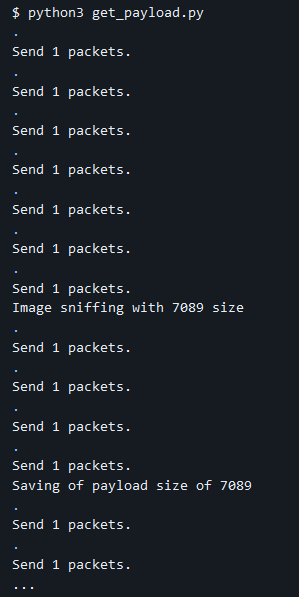 $ python3 get_payload.py
.
Send 1 packets.
.
Send 1 packets.
.
Send 1 packets.
.
Send 1 packets.
.
Send 1 packets.
.
Send 1 packets.
.
Send 1 packets.
Image sniffing with 7089 size
.
Send 1 packets.
.
Send 1 packets.
.
Send 1 packets.
.
Send 1 packets.
Saving of payload size of 7089
.
Send 1 packets.
.
Send 1 packets.
...